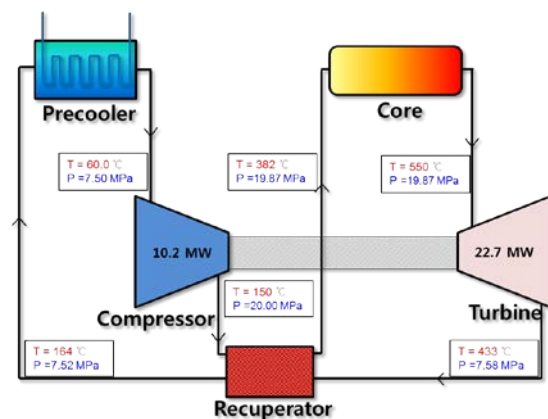 Precooler
Core
T = 60.0 ℃
P =7.50 MPa
T = 382 ℃
P =19.87 MPa
T = 550 ℃
P =19.87 MPa
10.2 MW
22.7 MW
Compressor
T = 150 ℃
P = 20.00 MPa
Turbine
T = 164 ℃
P =7.52 MPa
T = 433 ℃
P =7.58 MPa
Recuperator